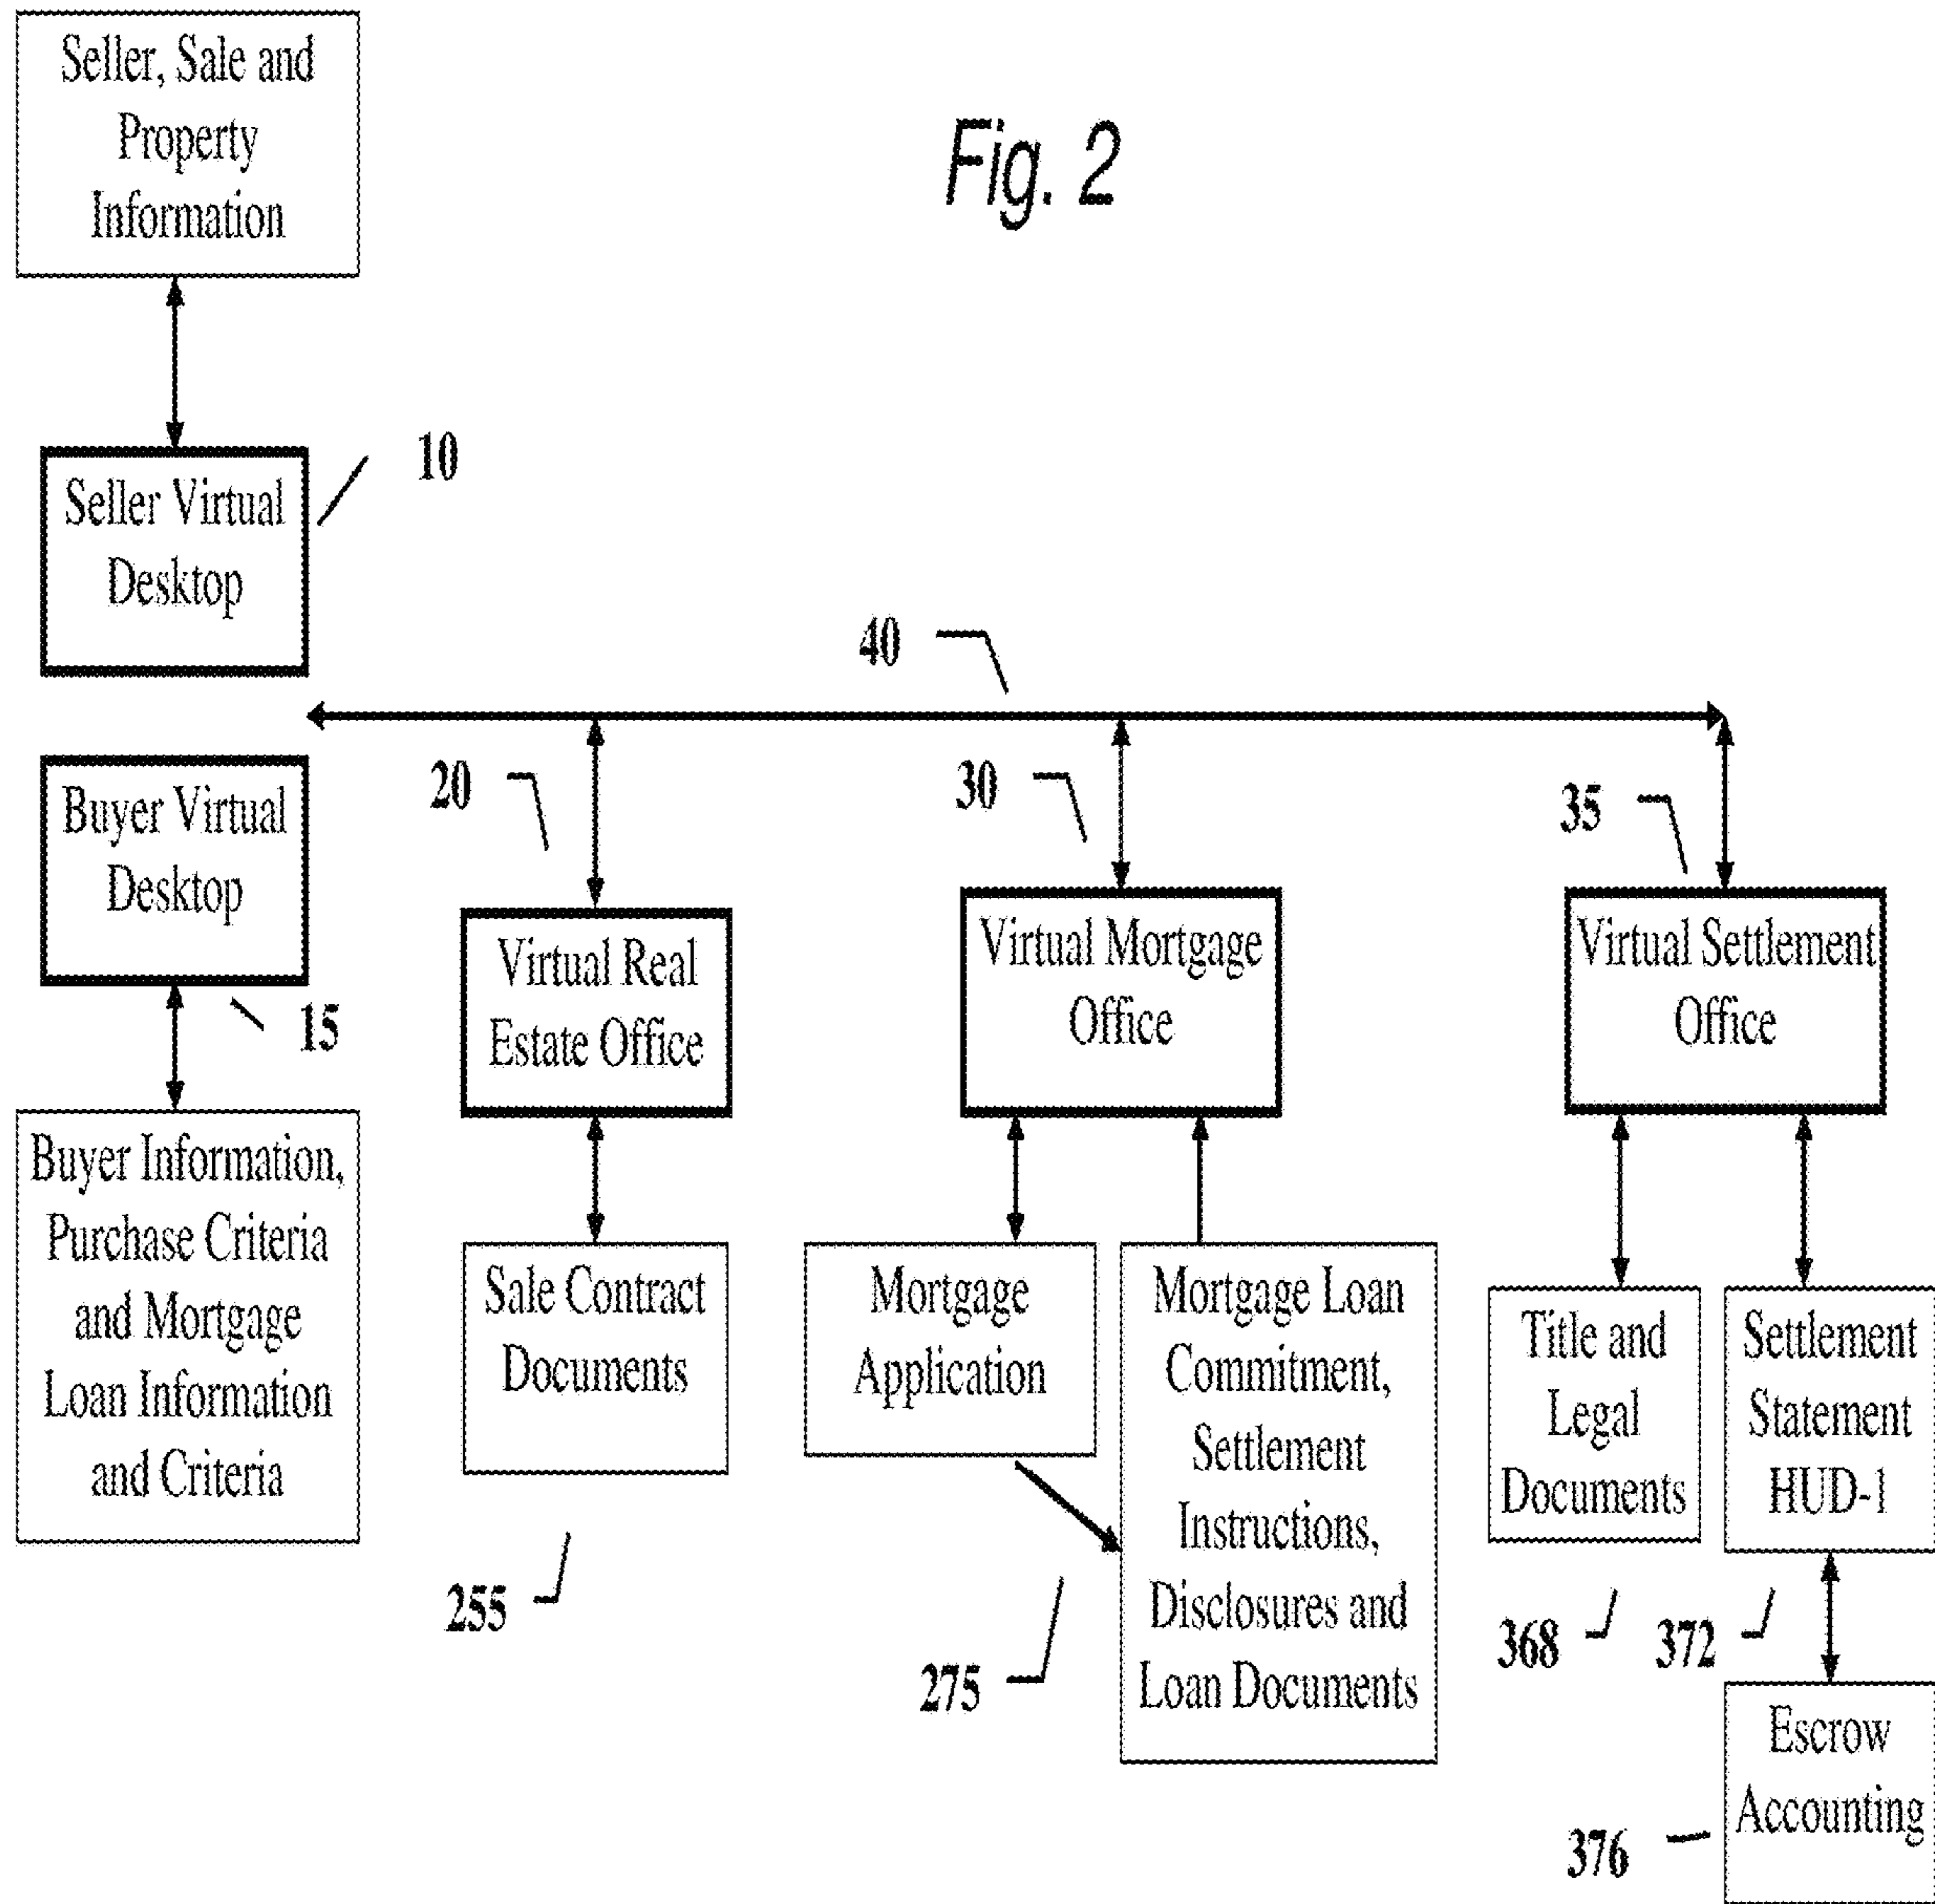 Seller, Sale and
Property
Information
Fig. 2
10
Seller Virtual
Desktop
40
20
30
35
Buyer Virtual
Desktop
15
Virtual Real
Estate Office
Virtual Mortgage
Office
Virtual Settlement
Office
Buyer Information,
Purchase Criteria
and Mortgage
Loan Information
and Criteria
Sale Contract
Documents
255
Mortgage
Application
Mortgage Loan
Commitment,
Settlement
Instructions,
Disclosures and
Loan Documents
275
Title and
Legal
Documents
368
Settlement
Statement
HUD-1
372
Escrow
Accounting
376